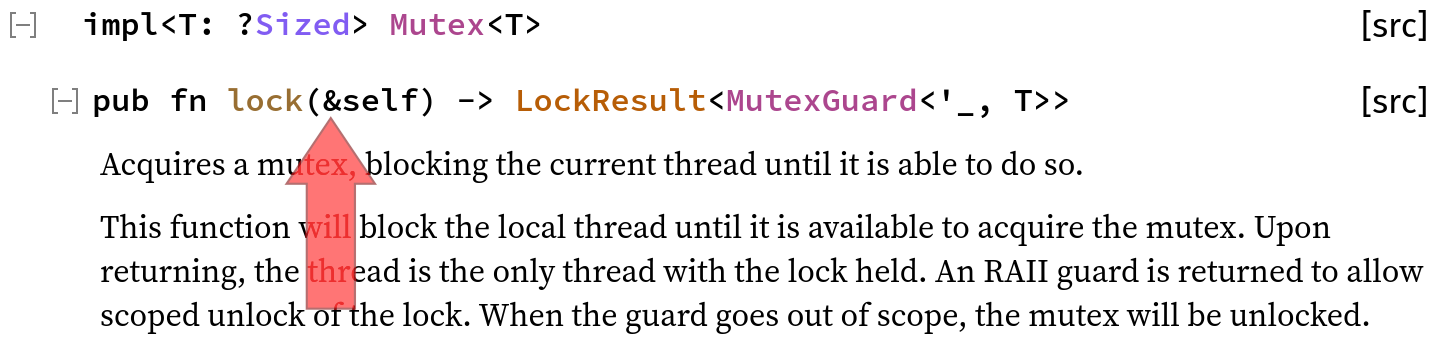 [−] impl<T: ?Sized> Mutex<T> [src]
[−] pub fn lock(&self) -> LockResult<MutexGuard<'_, T>> [src]
Acquires a mutex, blocking the current thread until it is able to do so.
This function will block the local thread until it is available to acquire the mutex. Upon
returning, the thread is the only thread with the lock held. An RAII guard is returned to allow
scoped unlock of the lock. When the guard goes out of scope, the mutex will be unlocked.